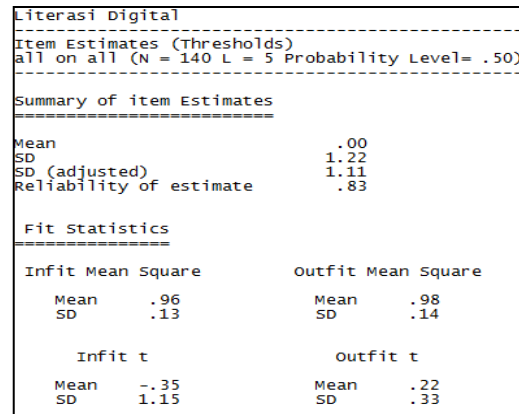 Literasi Digital
--------------------------------------------------
Item Estimates (Thresholds)
all on all (N = 140 L = 5 Probability Level= .50)
--------------------------------------------------
Summary of item Estimates
=========================
Mean .00
SD 1.22
SD (adjusted) 1.11
Reliability of estimate .83
Fit Statistics
===============
Infit Mean Square Outfit Mean Square
Mean .96 Mean .98
SD .13 SD .14
Infit t Outfit t
Mean -.35 Mean .22
SD 1.15 SD .33